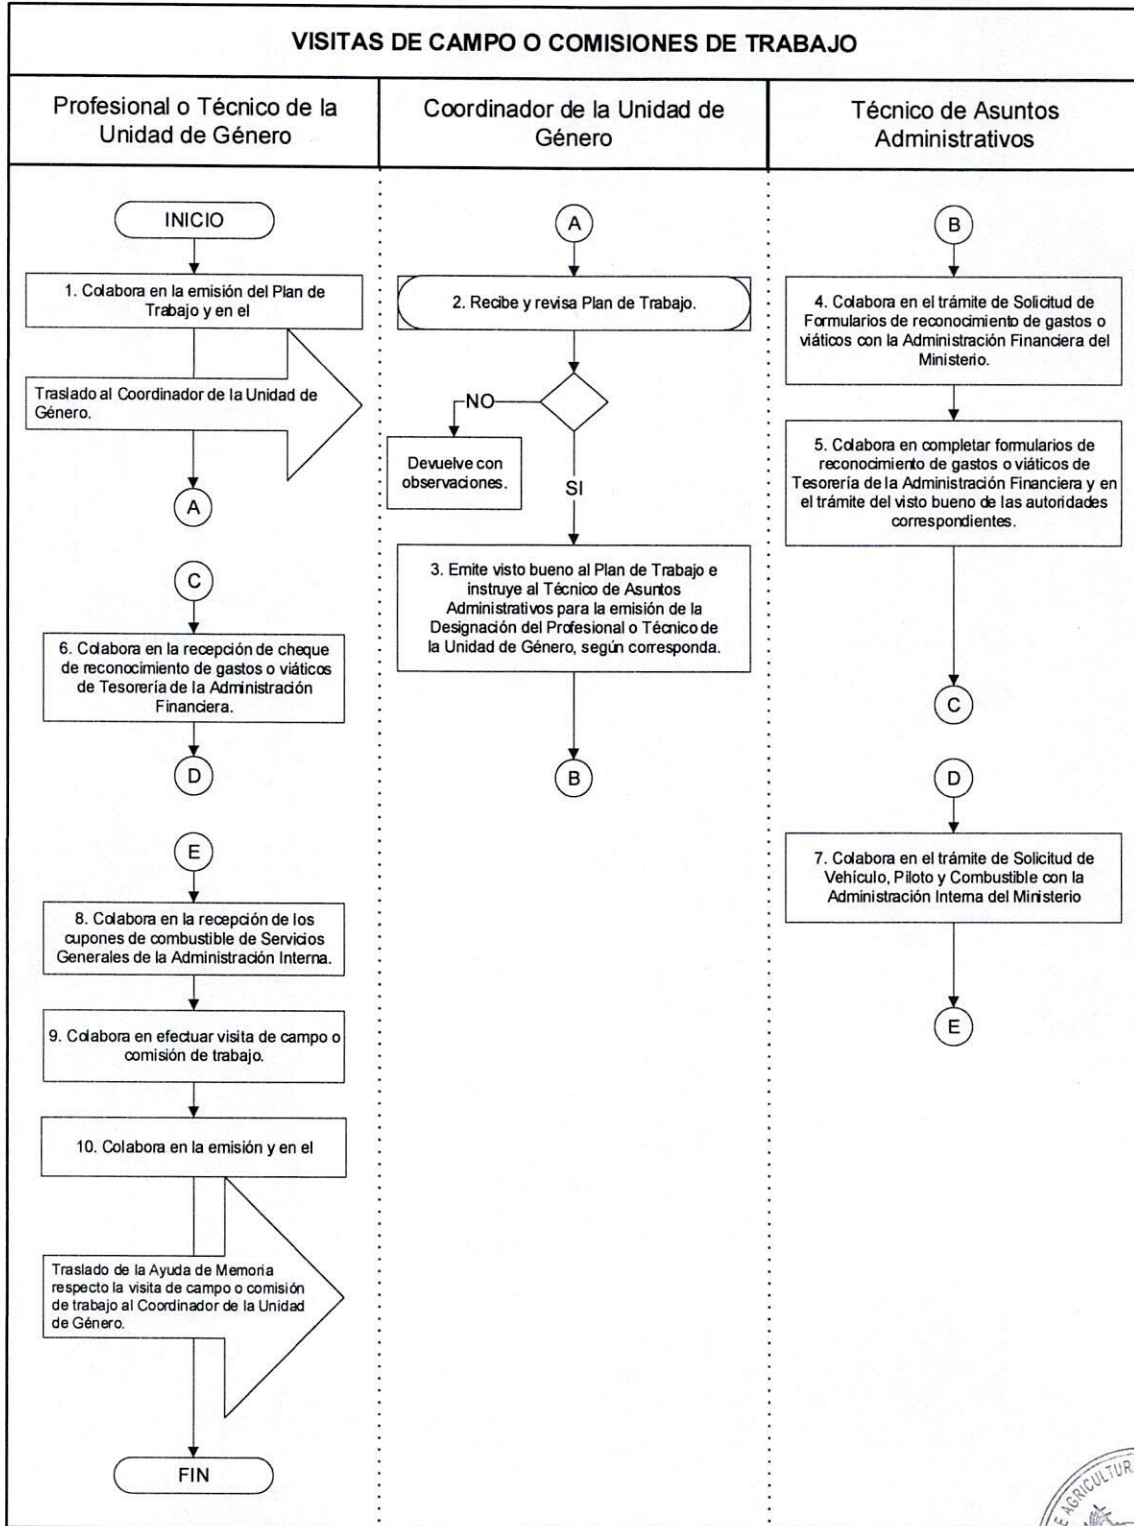 VISITAS DE CAMPO O COMISIONES DE TRABAJO
Profesional o Técnico de la
Unidad de Género
Coordinador de la Unidad de
Género
Técnico de Asuntos
Administrativos
INICIO
1. Colabora en la emisión del Plan de
Trabajo y en el
Traslado al Coordinador de la Unidad de
Género.
A
C
6. Colabora en la recepción de cheque
de reconocimiento de gastos o viáticos
de Tesorería de la Administración
Financiera.
D
E
8. Colabora en la recepción de los
cupones de combustible de Servicios
Generales de la Administración Interna.
9. Colabora en efectuar visita de campo o
comisión de trabajo.
10. Colabora en la emisión y en el
Traslado de la Ayuda de Memoria
respecto la visita de campo o comisión
de trabajo al Coordinador de la Unidad
de Género.
FIN
A
2. Recibe y revisa Plan de Trabajo.
NO
Devuelve con
observaciones.
SI
3. Emite visto bueno al Plan de Trabajo e
instruye al Técnico de Asuntos
Administrativos para la emisión de la
Designación del Profesional o Técnico de
la Unidad de Género, según corresponda.
B
B
4. Colabora en el trámite de Solicitud de
Formularios de reconocimiento de gastos o
viáticos con la Administración Financiera del
Ministerio.
5. Colabora en completar formularios de
reconocimiento de gastos o viáticos de
Tesorería de la Administración Financiera y en
el trámite del visto bueno de las autoridades
correspondientes.
C
D
7. Colabora en el trámite de Solicitud de
Vehículo, Piloto y Combustible con la
Administración Interna del Ministerio
E
E AGRICULTURA